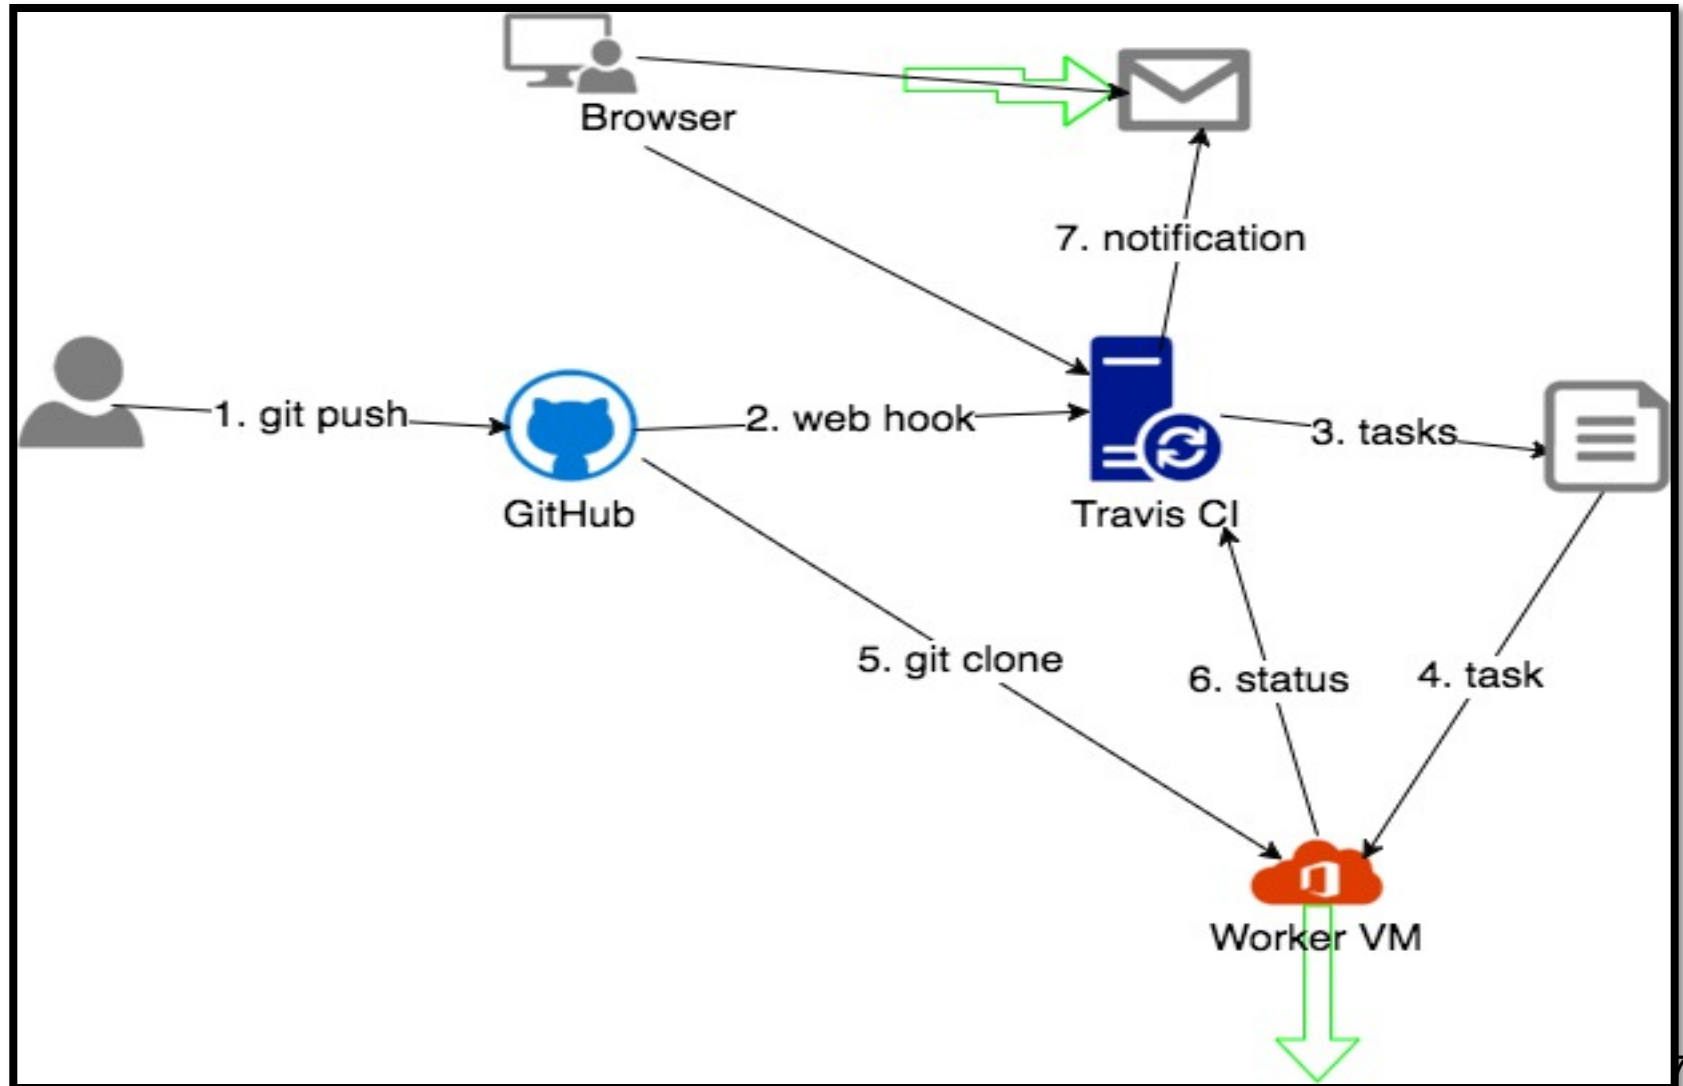 Browser
7. notification
1. git push
2. web hook
3. tasks
GitHub
Travis CI
5. git clone
6. status
4. task
Worker VM